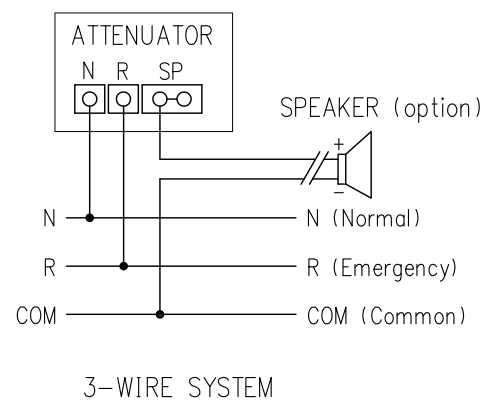 ATTENUATOR
N R SP
SPEAKER (option)
+
−
N N (Normal)
R R (Emergency)
COM COM (Common)
3-WIRE SYSTEM